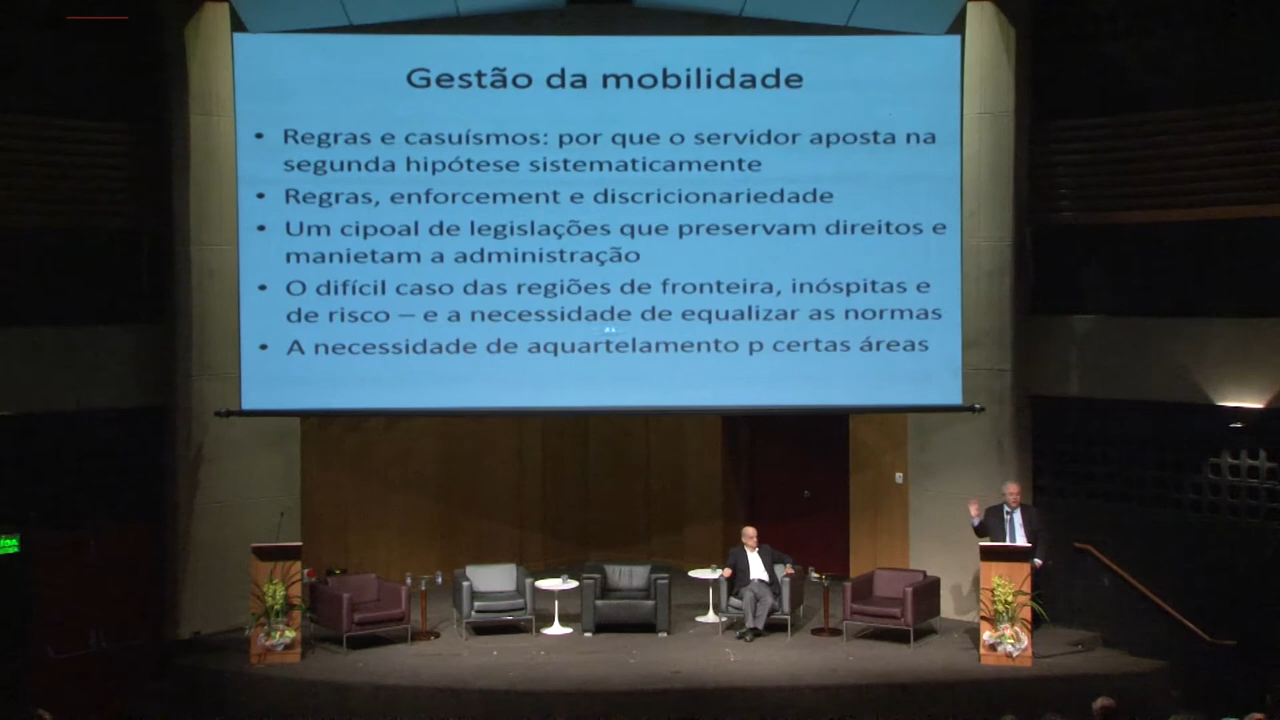 Gestão da mobilidade
• Regras e casuísmos: por que o servidor aposta na
segunda hipótese sistematicamente
• Regras, enforcement e discricionariedade
• Um cipoal de legislações que preservam direitos e
manietam a administração
• O difícil caso das regiões de fronteira, inóspitas e
de risco – e a necessidade de equalizar as normas
• A necessidade de aquartelamento p certas áreas